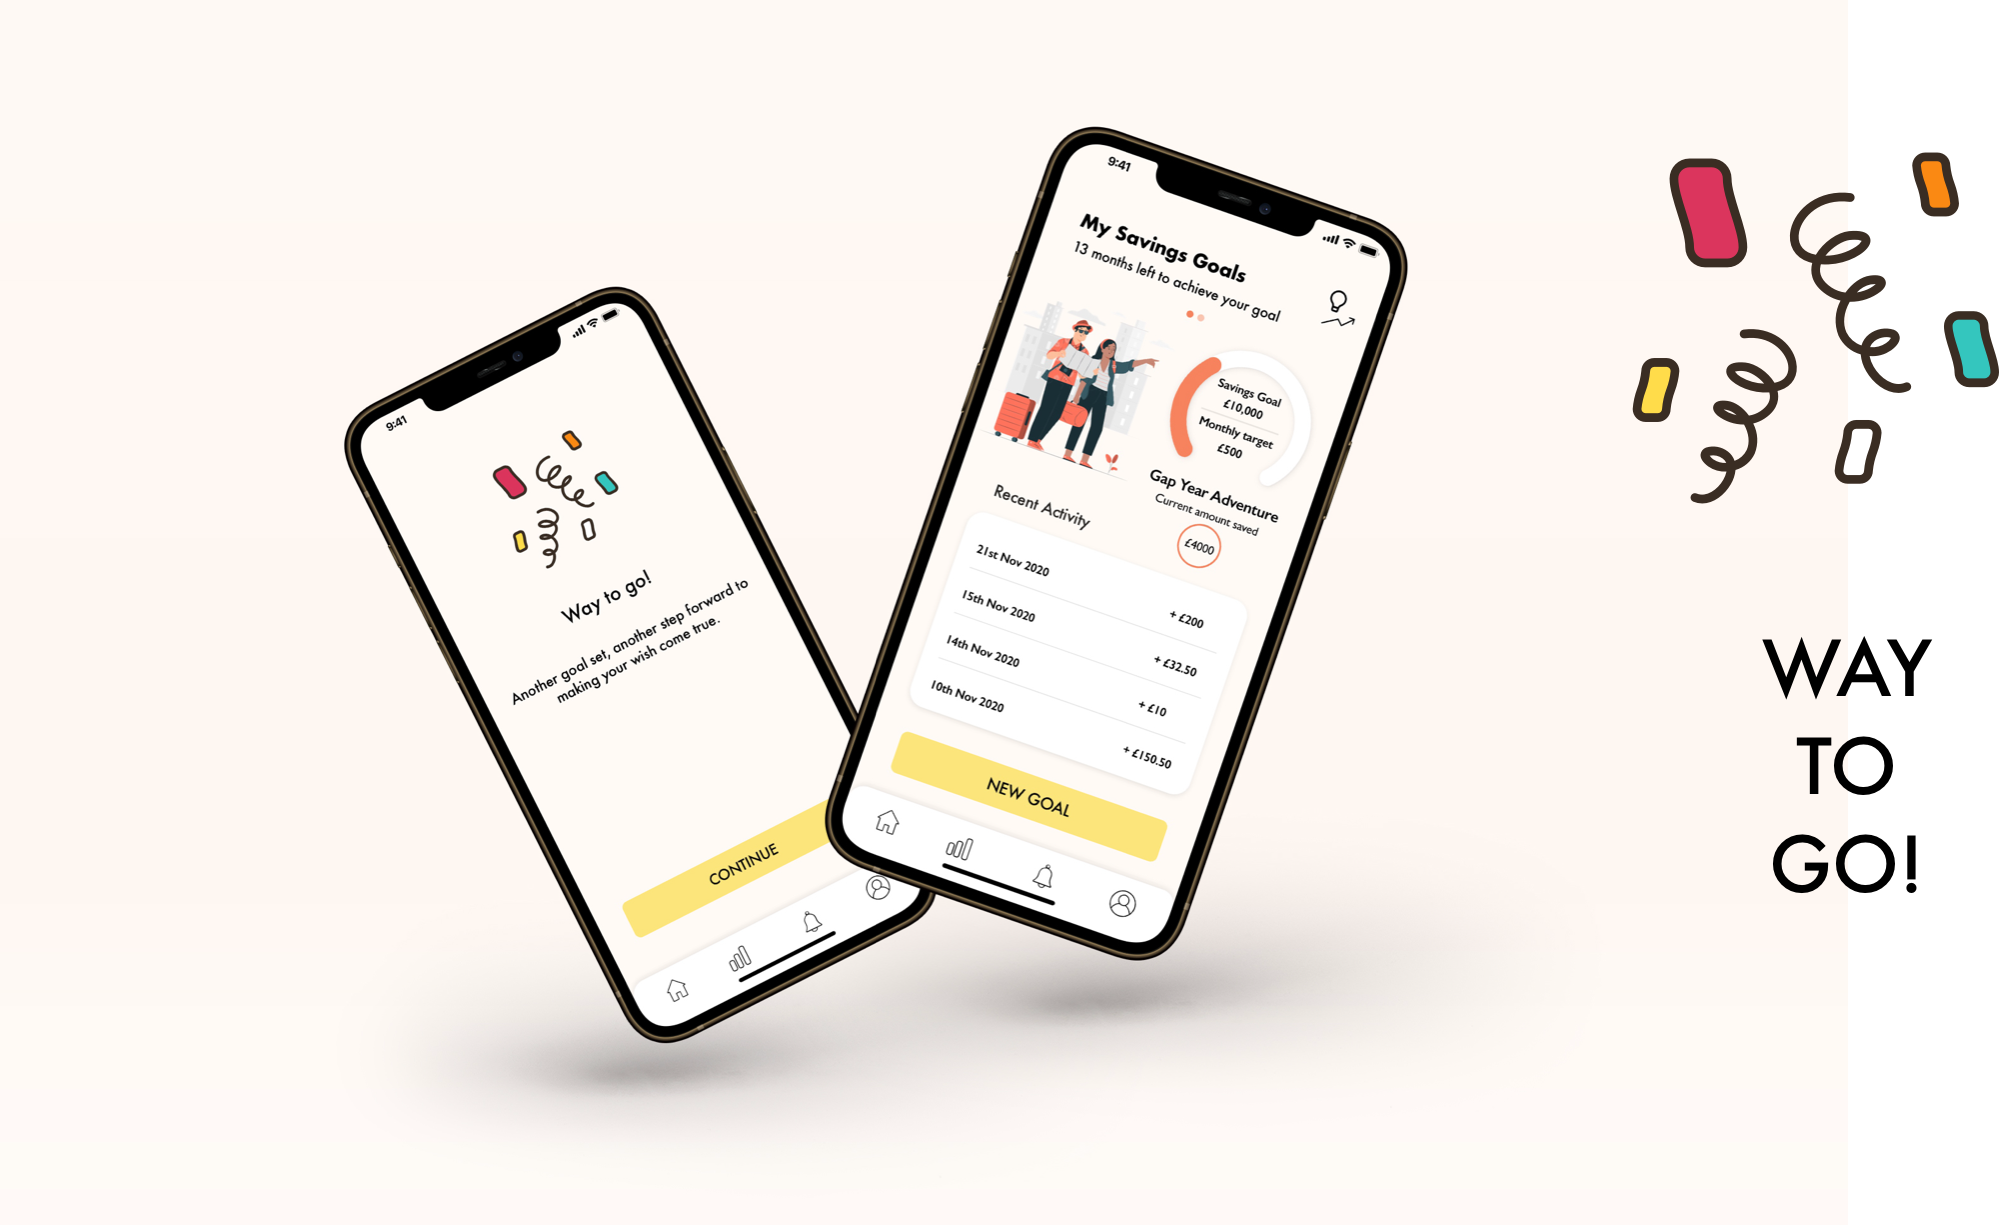 9:41
Way to go!
Another goal set, another step forward to
making your wish come true.
CONTINUE
9:41
My Savings Goals
13 months left to achieve your goal
Savings Goal
£10,000
Monthly target
£500
Gap Year Adventure
Current amount saved
£4000
Recent Activity
21st Nov 2020
+ £200
15th Nov 2020
+ £32.50
14th Nov 2020
+ £10
10th Nov 2020
+ £150.50
NEW GOAL
WAY
TO
GO!